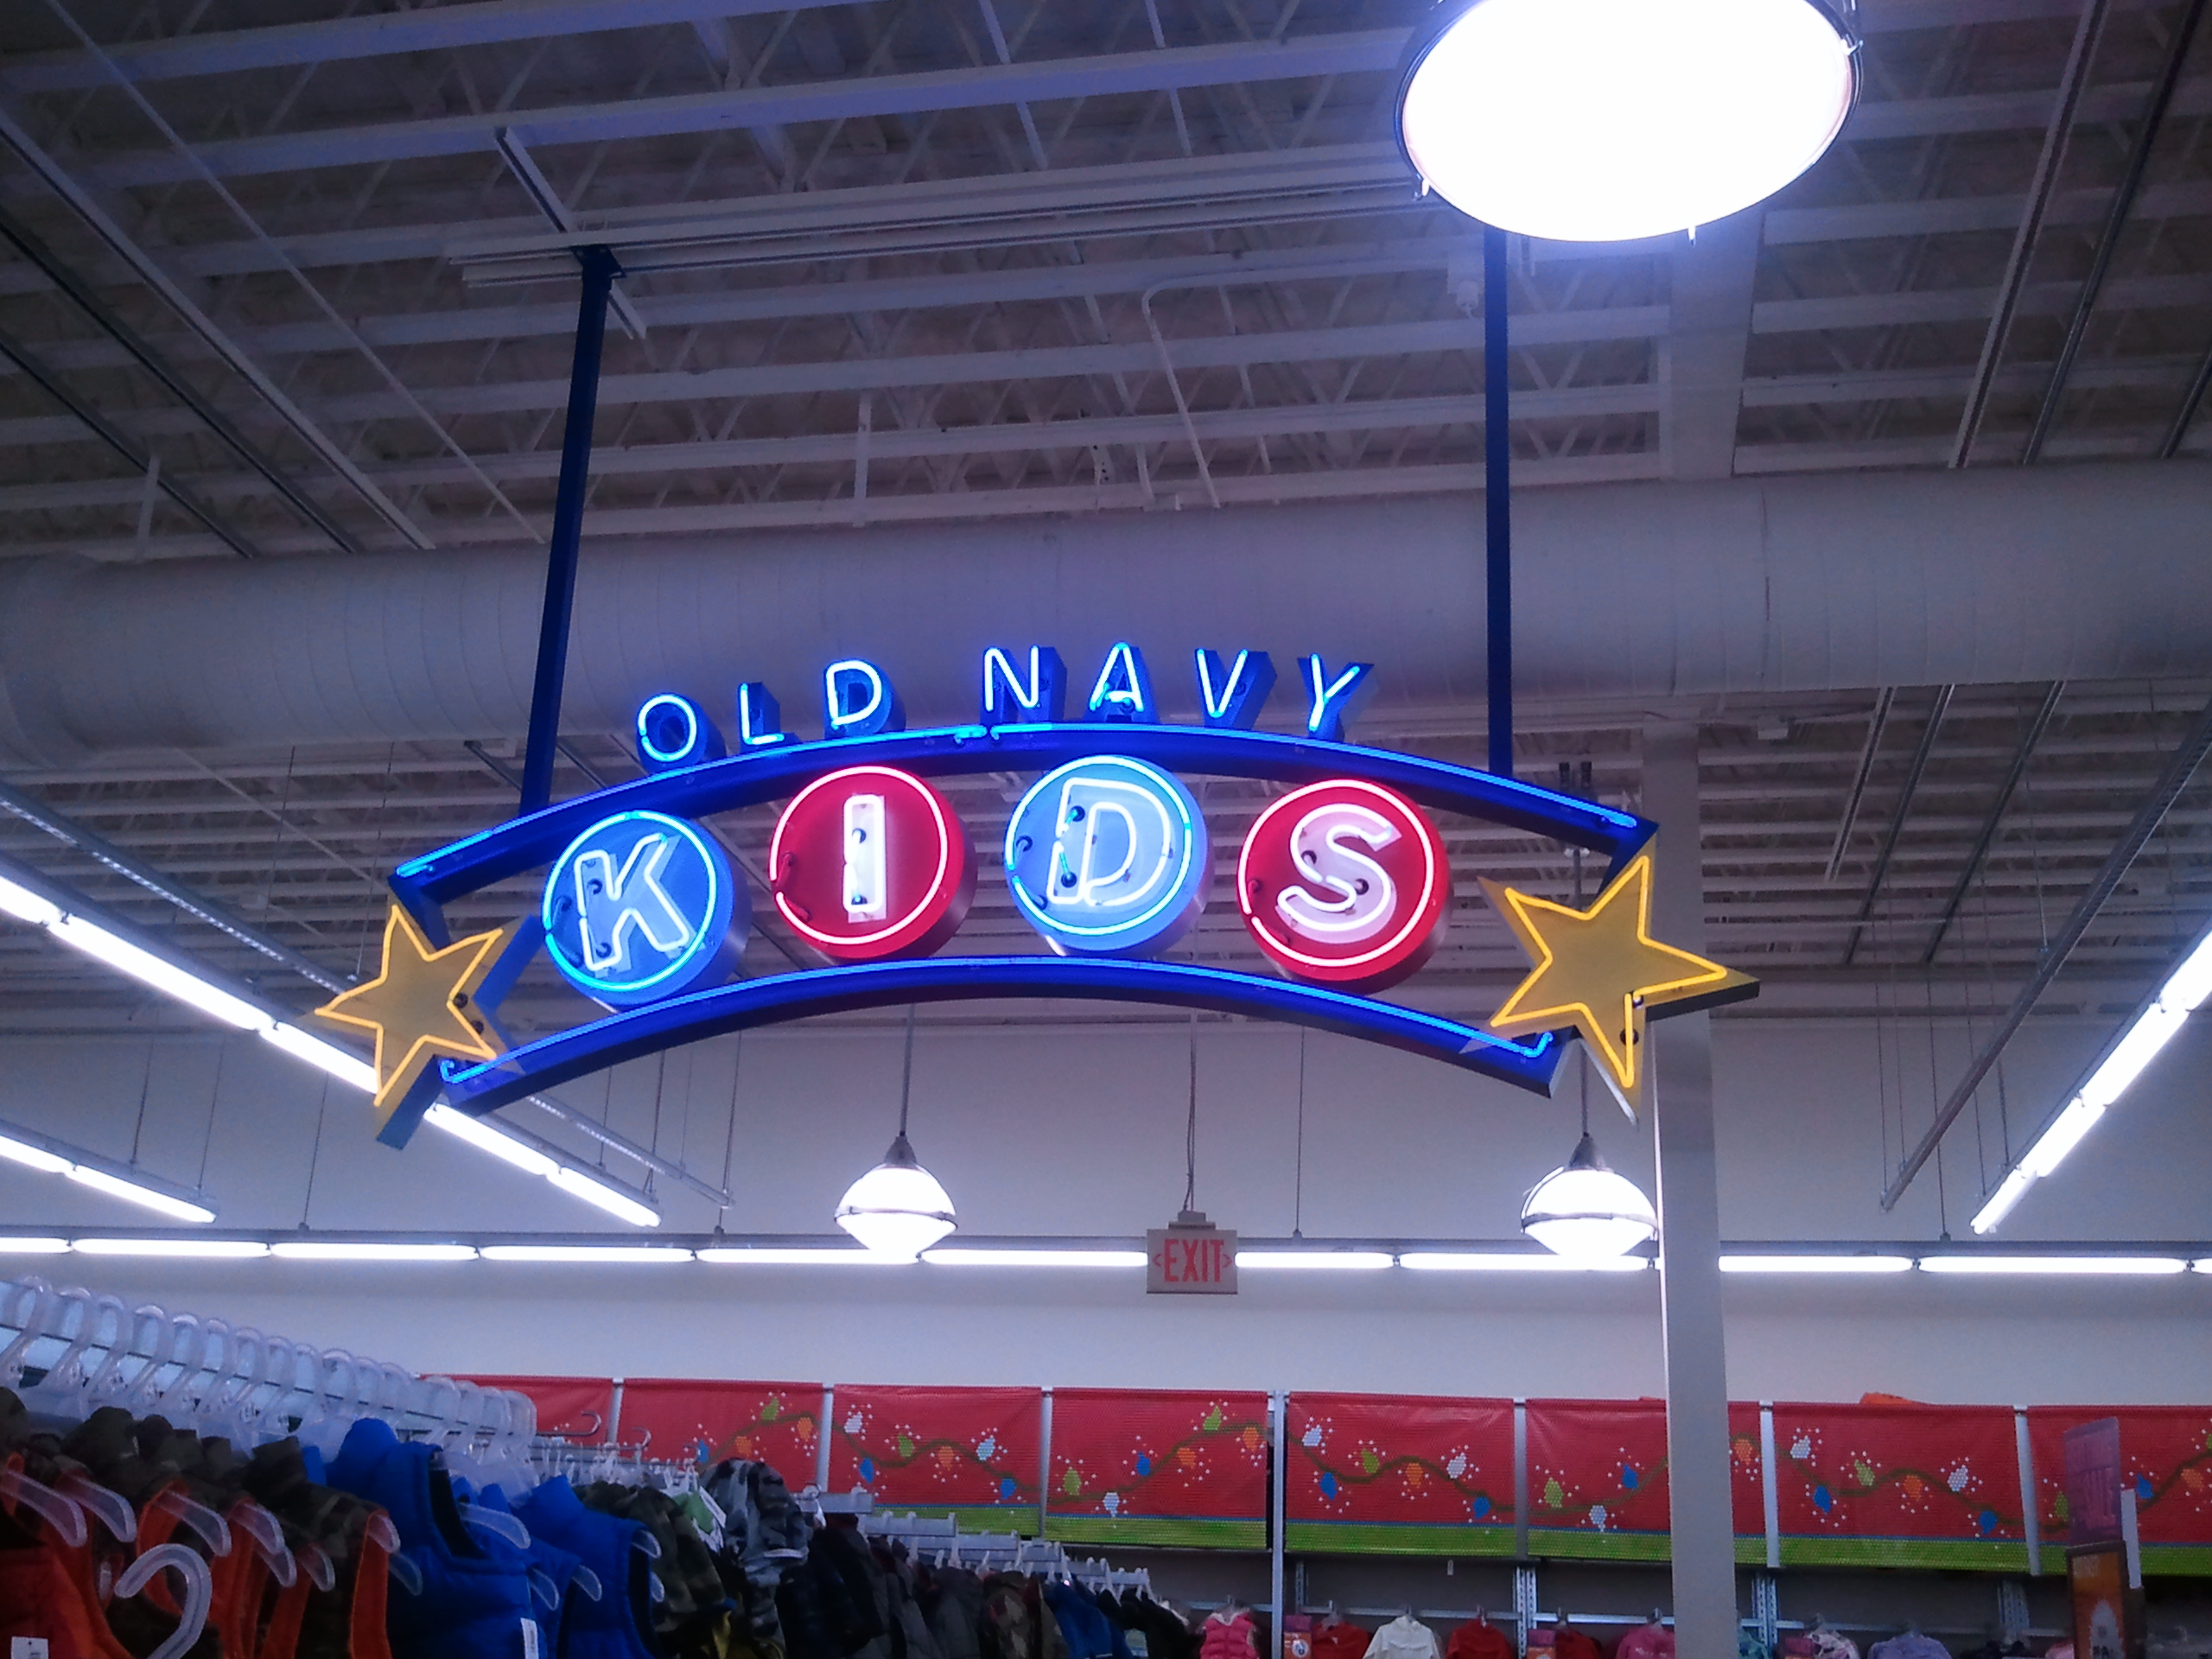 OLD NAVY
KIDS
<EXIT>